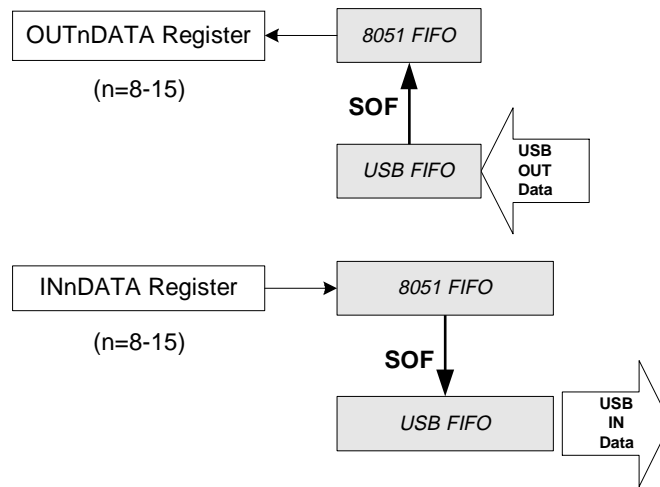 OUTnDATA Register
8051 FIFO
(n=8-15)
SOF
USB FIFO
USB
OUT
Data
INnDATA Register
8051 FIFO
(n=8-15)
SOF
USB FIFO
USB
IN
Data